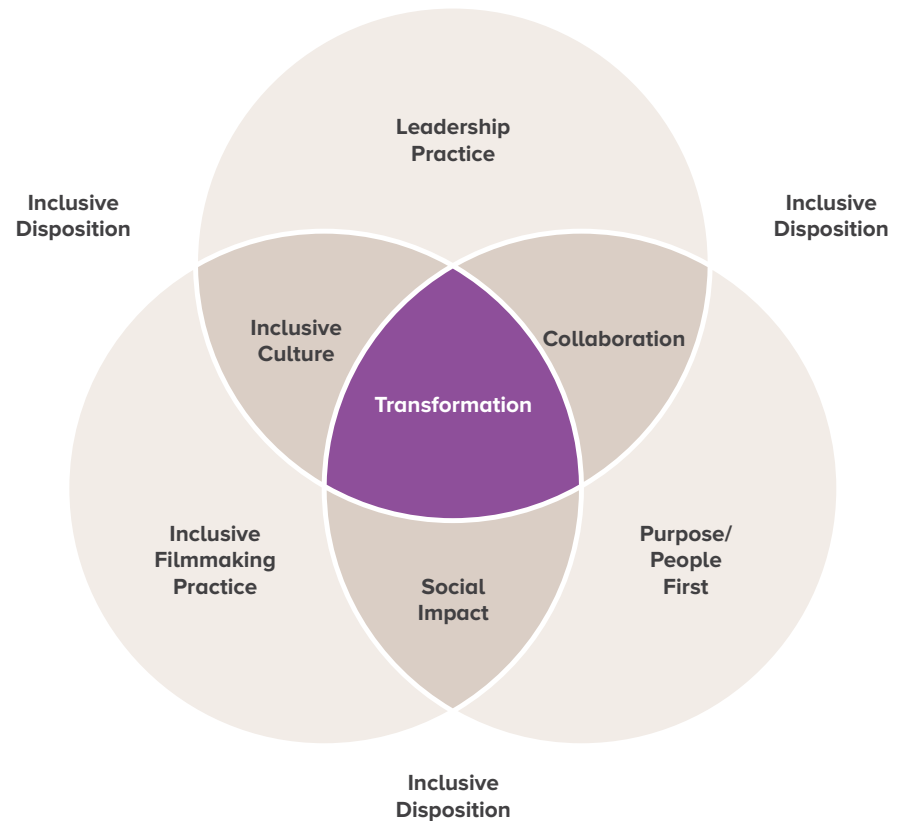 Leadership
Practice
Inclusive
Disposition
Inclusive
Disposition
Inclusive
Culture
Collaboration
Transformation
Inclusive
Filmmaking
Practice
Purpose/
People
First
Social
Impact
Inclusive
Disposition